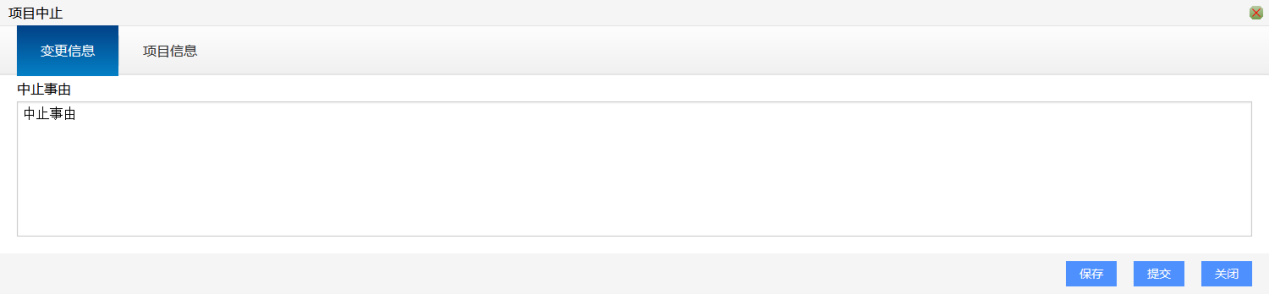 项目中止
变更信息 项目信息
中止事由
中止事由
保存 提交 关闭